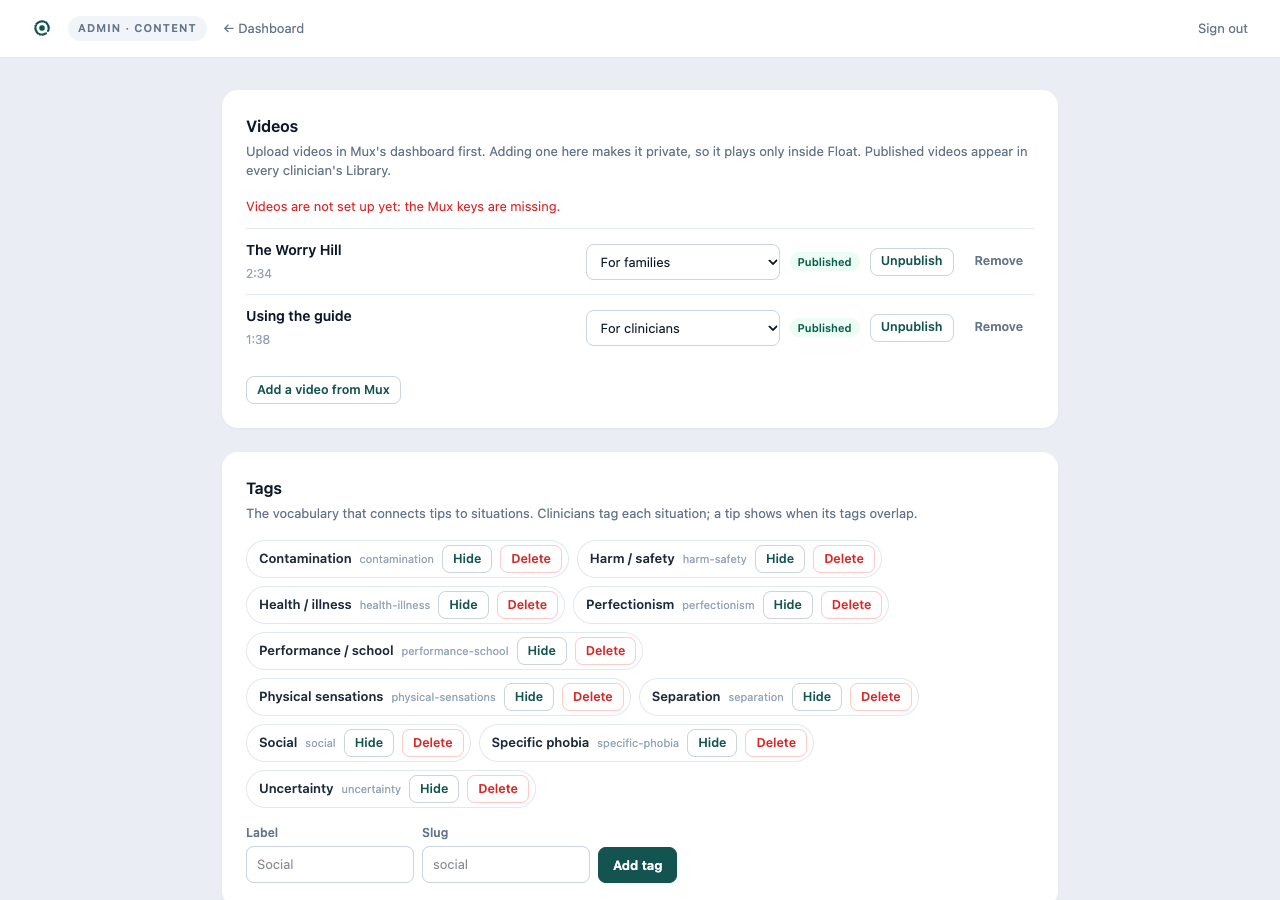 ADMIN · CONTENT
← Dashboard
Sign out
Videos
Upload videos in Mux's dashboard first. Adding one here makes it private, so it plays only inside Float. Published videos appear in
every clinician's Library.
Videos are not set up yet: the Mux keys are missing.
The Worry Hill
2:34
For families
Published
Unpublish
Remove
Using the guide
1:38
For clinicians
Published
Unpublish
Remove
Add a video from Mux
Tags
The vocabulary that connects tips to situations. Clinicians tag each situation; a tip shows when its tags overlap.
Contamination contamination Hide Delete
Harm / safety harm-safety Hide Delete
Health / illness health-illness Hide Delete
Perfectionism perfectionism Hide Delete
Performance / school performance-school Hide Delete
Physical sensations physical-sensations Hide Delete
Separation separation Hide Delete
Social social Hide Delete
Specific phobia specific-phobia Hide Delete
Uncertainty uncertainty Hide Delete
Label
Slug
Social
social
Add tag